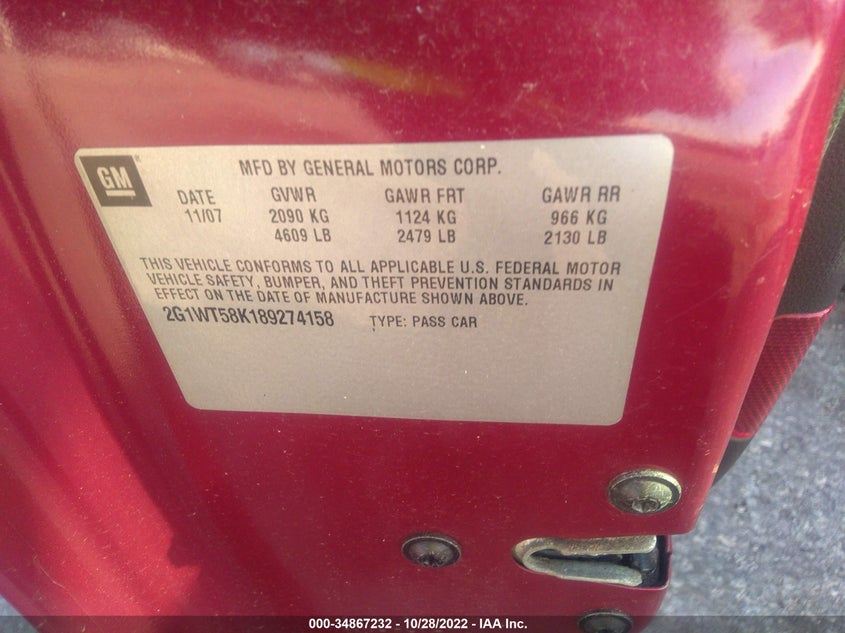 GM
®
MFD BY GENERAL MOTORS CORP.
DATE GVWR GAWR FRT GAWR RR
11/07 2090 KG 1124 KG 966 KG
4609 LB 2479 LB 2130 LB
THIS VEHICLE CONFORMS TO ALL APPLICABLE U.S. FEDERAL MOTOR
VEHICLE SAFETY, BUMPER, AND THEFT PREVENTION STANDARDS IN
EFFECT ON THE DATE OF MANUFACTURE SHOWN ABOVE.
2G1WT58K189274158 TYPE: PASS CAR
000-34867232 - 10/28/2022 - IAA Inc.